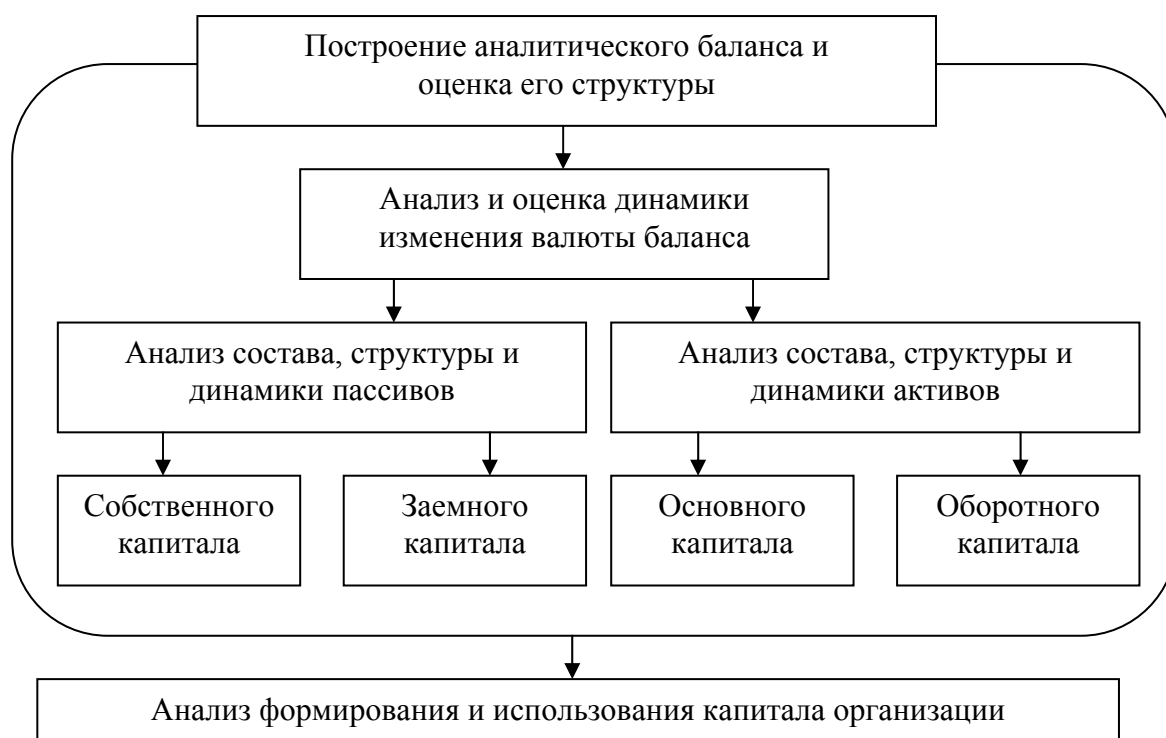 Построение аналитического баланса и
оценка его структуры
Анализ и оценка динамики
изменения валюты баланса
Анализ состава, структуры и
динамики пассивов
Анализ состава, структуры и
динамики активов
Собственного
капитала
Заемного
капитала
Основного
капитала
Оборотного
капитала
Анализ формирования и использования капитала организации